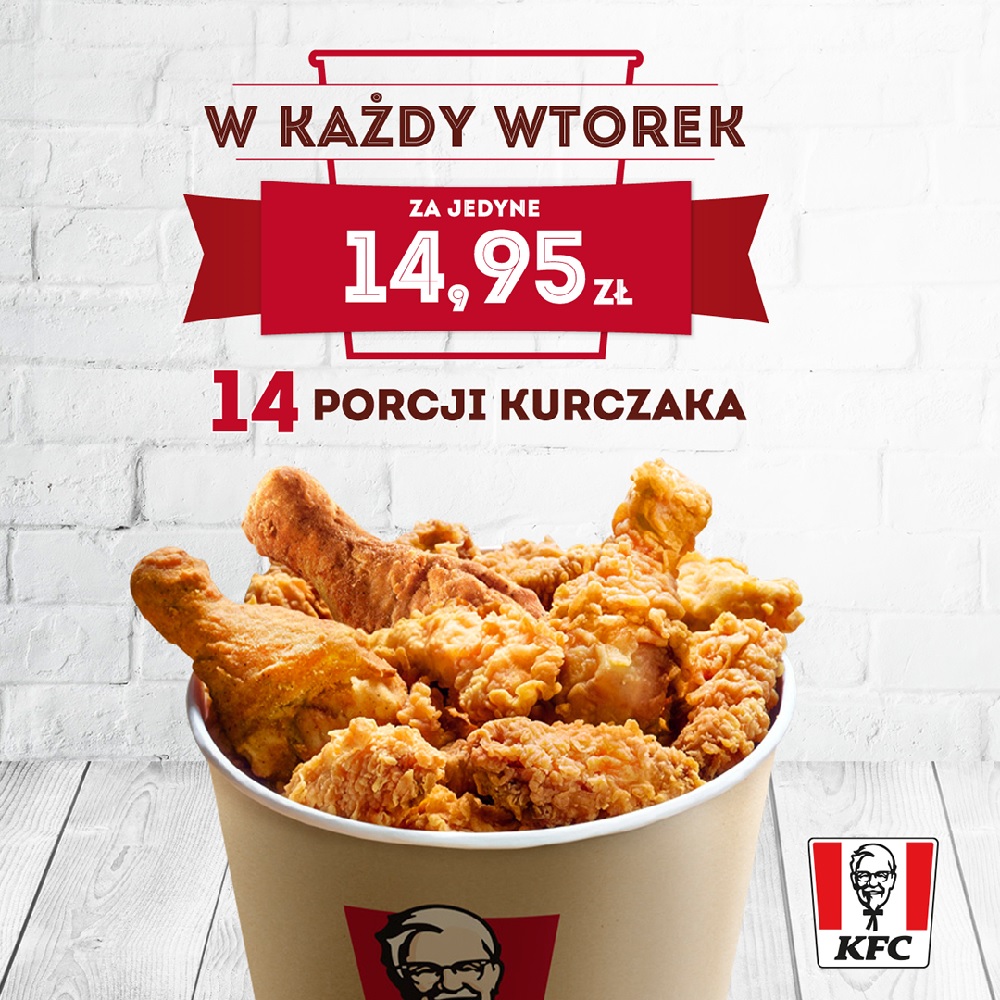 W KAŻDY WTOREK
ZA JEDYNE
14,95 ZŁ
14 PORCJI KURCZAKA
KFC